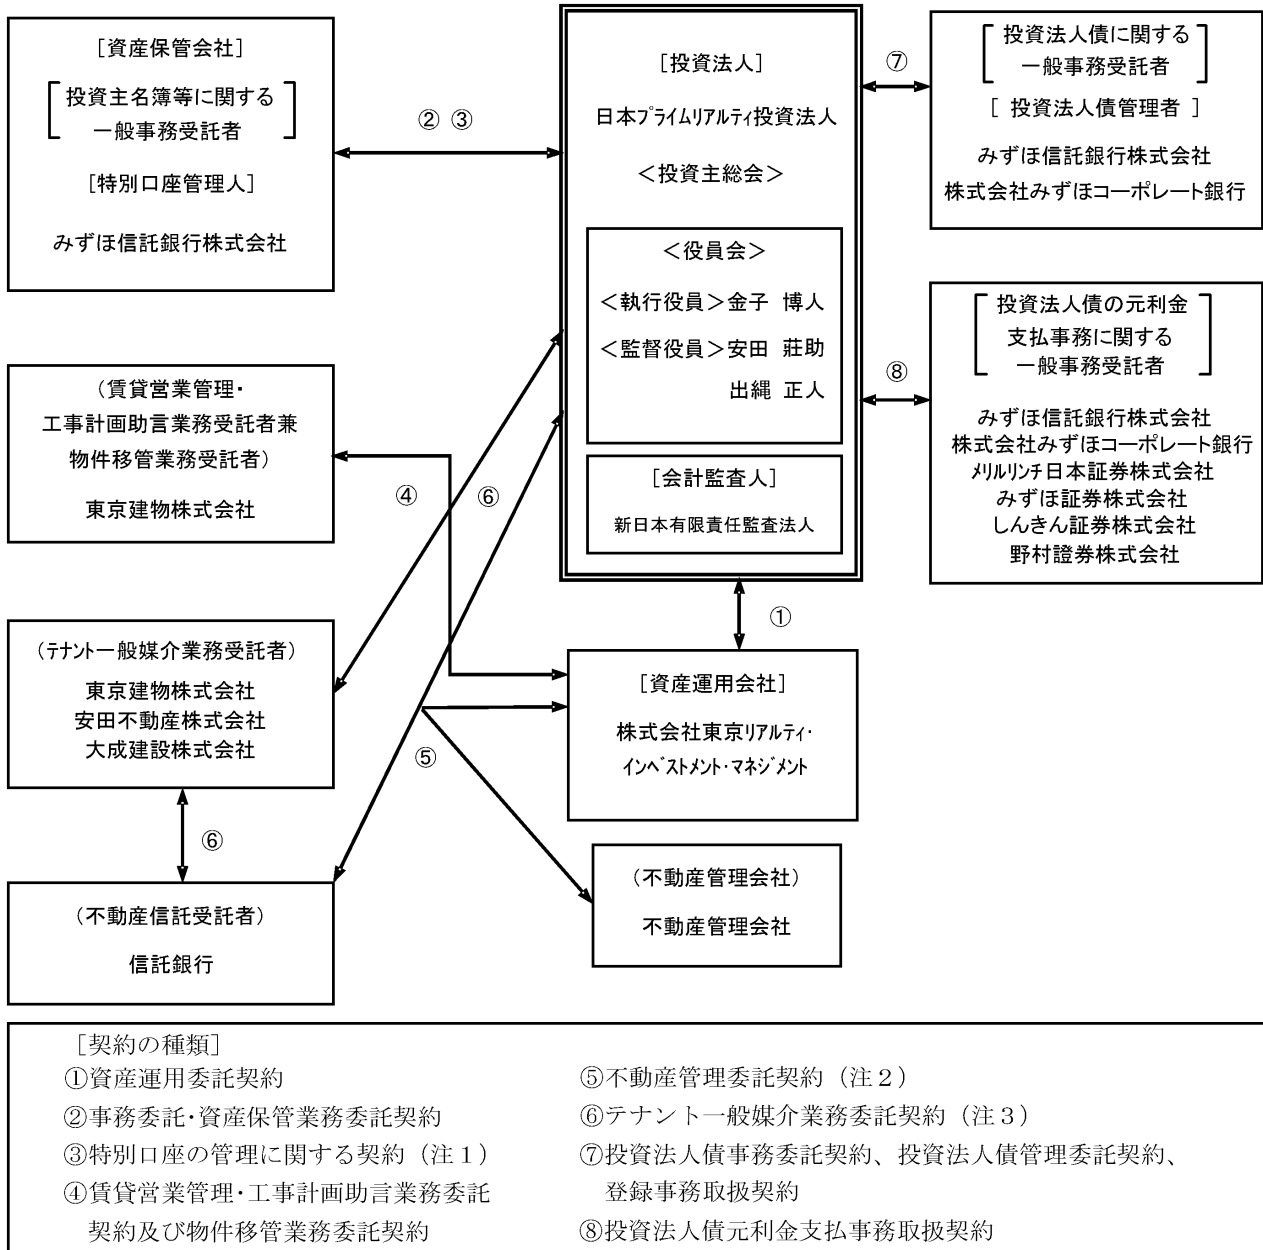 [資産保管会社]
投資主名簿等に関する
一般事務受託者
[特別口座管理人]
みずほ信託銀行株式会社
② ③
[投資法人]
日本プライムリアルティ投資法人
<投資主総会>
<役員会>
<執行役員>金子 博人
<監督役員>安田 莊助
出縄 正人
[会計監査人]
新日本有限責任監査法人
⑦
投資法人債に関する
一般事務受託者
[ 投資法人債管理者 ]
みずほ信託銀行株式会社
株式会社みずほコーポレート銀行
⑧
投資法人債の元利金
支払事務に関する
一般事務受託者
みずほ信託銀行株式会社
株式会社みずほコーポレート銀行
メリルリンチ日本証券株式会社
みずほ証券株式会社
しんきん証券株式会社
野村證券株式会社
(賃貸営業管理・
工事計画助言業務受託者兼
物件移管業務受託者)
東京建物株式会社
④
⑥
①
(テナント一般媒介業務受託者)
東京建物株式会社
安田不動産株式会社
大成建設株式会社
⑤
[資産運用会社]
株式会社東京リアルティ・
インベストメント・マネジメント
⑥
(不動産管理会社)
不動産管理会社
(不動産信託受託者)
信託銀行
[契約の種類]
①資産運用委託契約
②事務委託・資産保管業務委託契約
③特別口座の管理に関する契約(注1)
④賃貸営業管理・工事計画助言業務委託
契約及び物件移管業務委託契約
⑤不動産管理委託契約(注2)
⑥テナント一般媒介業務委託契約(注3)
⑦投資法人債事務委託契約、投資法人債管理委託契約、
登録事務取扱契約
⑧投資法人債元利金支払事務取扱契約